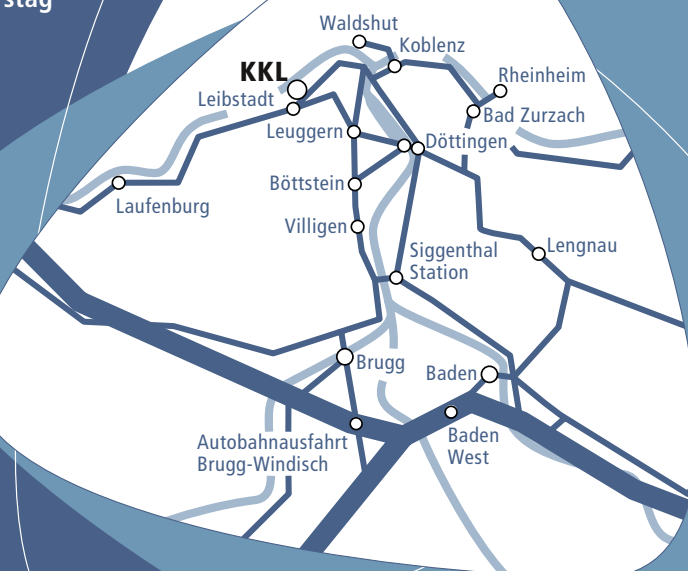 stag
Waldshut
Koblenz
KKL
Rheinheim
Leibstadt
Bad Zurzach
Leuggern
Döttingen
Böttstein
Laufenburg
Villigen
Siggenthal
Station
Lengnau
Brugg
Baden
Autobahnausfahrt
Brugg-Windisch
Baden
West